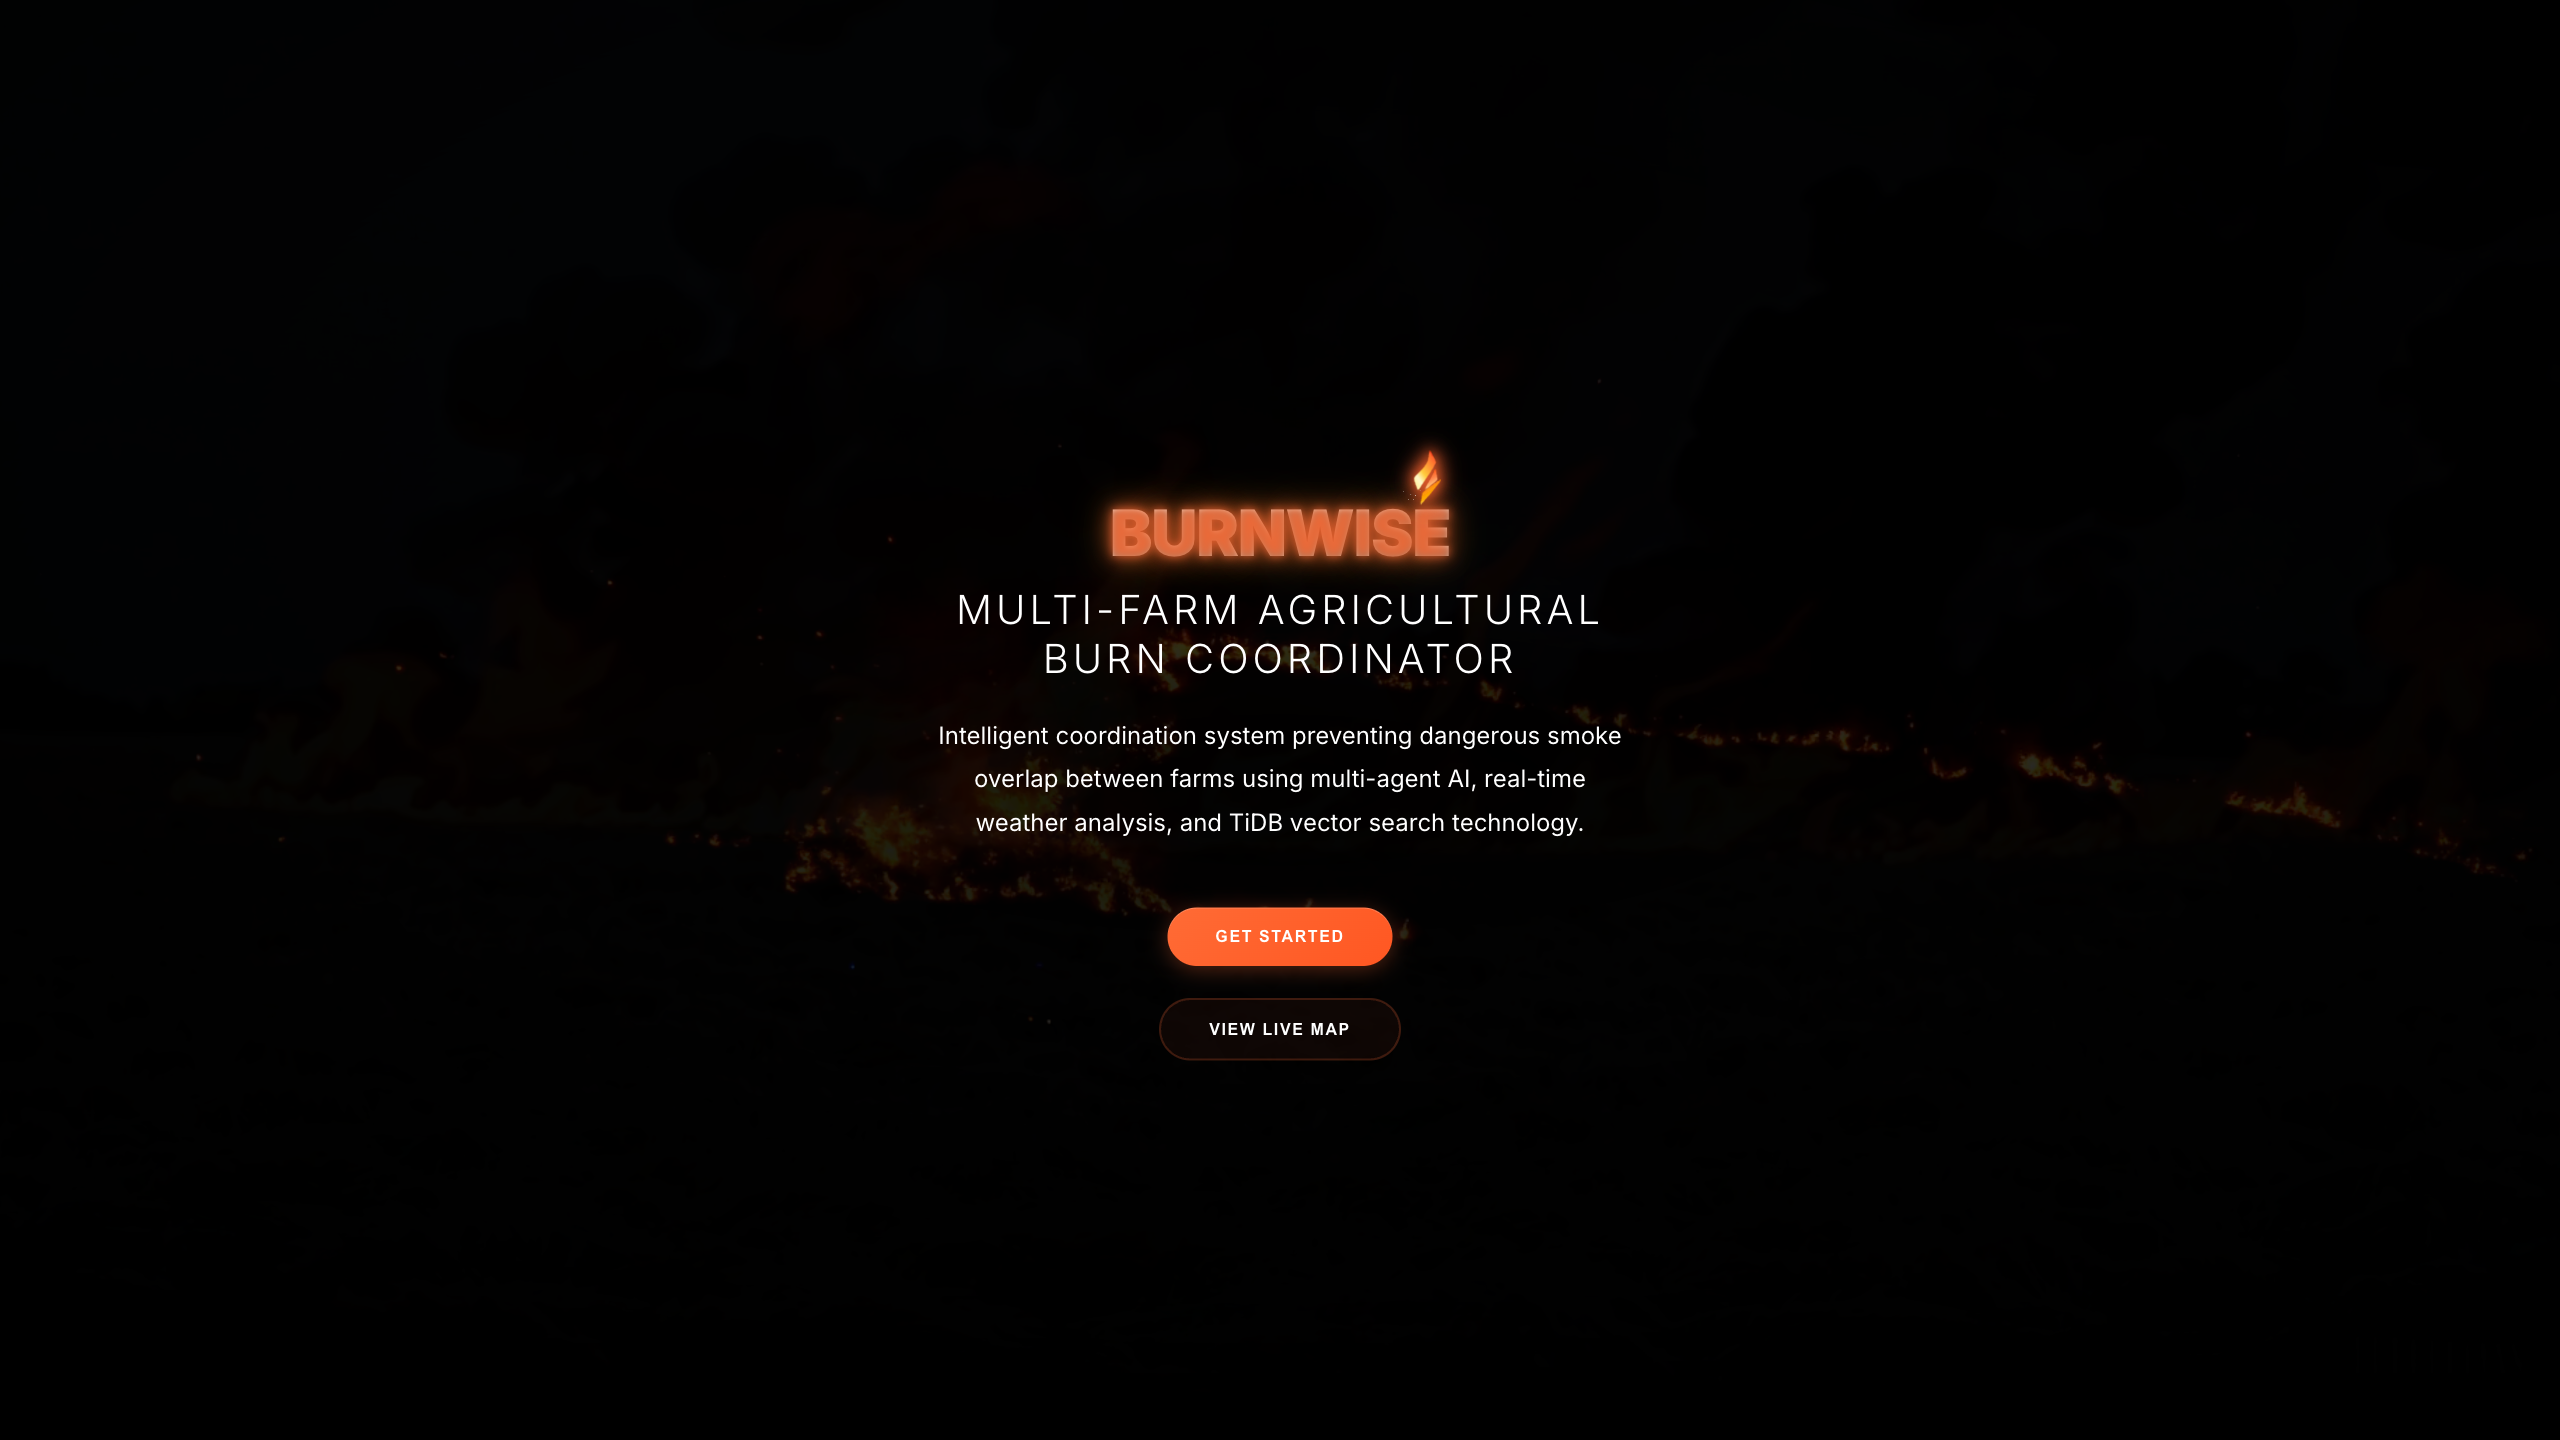 BURNWISE
MULTI-FARM AGRICULTURAL
BURN COORDINATOR
Intelligent coordination system preventing dangerous smoke
overlap between farms using multi-agent AI, real-time
weather analysis, and TiDB vector search technology.
GET STARTED
VIEW LIVE MAP